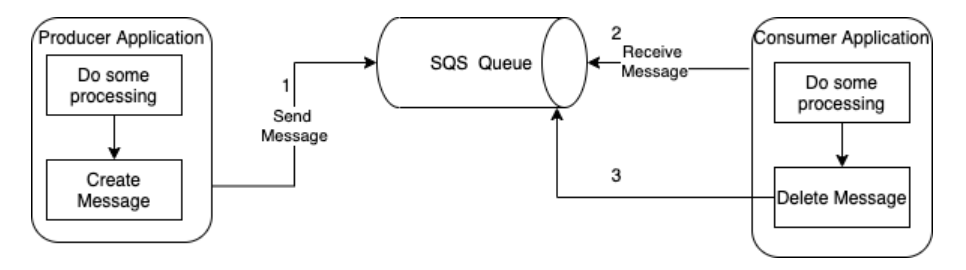 Producer Application
Do some
processing
Create
Message
1
Send
Message
SQS Queue
2
Receive
Message
3
Consumer Application
Do some
processing
Delete Message